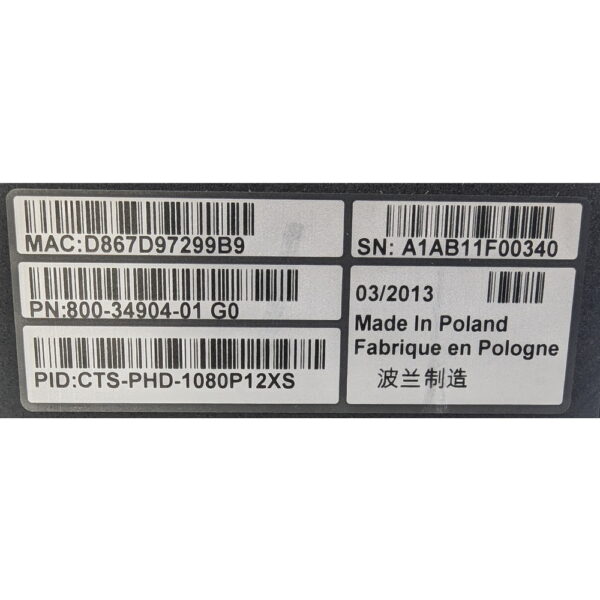 MAC:D867D97299B9
SN: A1AB11F00340
PN:800-34904-01 G0
PID:CTS-PHD-1080P12XS
03/2013
Made In Poland
Fabrique en Pologne
波兰制造